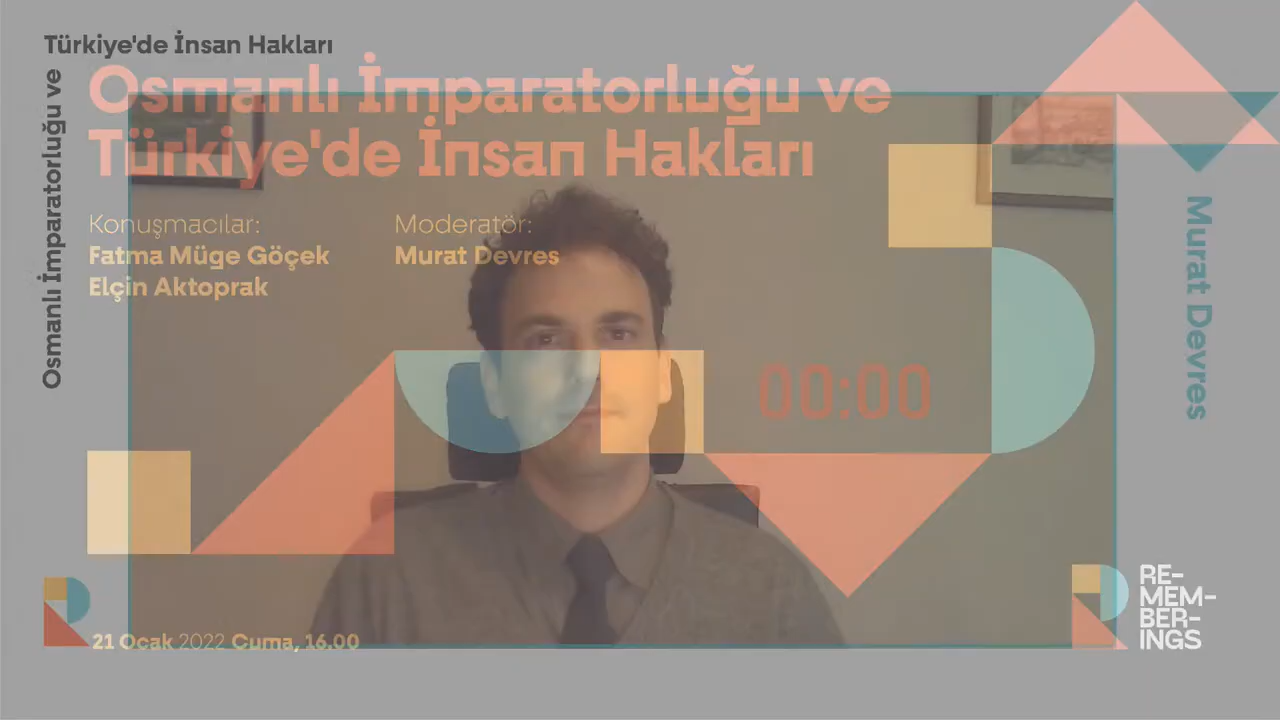 Türkiye'de İnsan Hakları
Osmanlı İmparatorluğu ve
Osmanlı İmparatorluğu ve
Türkiye'de İnsan Hakları
Konuşmacılar:
Fatma Müge Göçek
Elçin Aktoprak
Moderatör:
Murat Devres
00:00
Murat Devres
21 Ocak 2022 Cuma, 16.00
RE-
MEM-
BER-
INGS